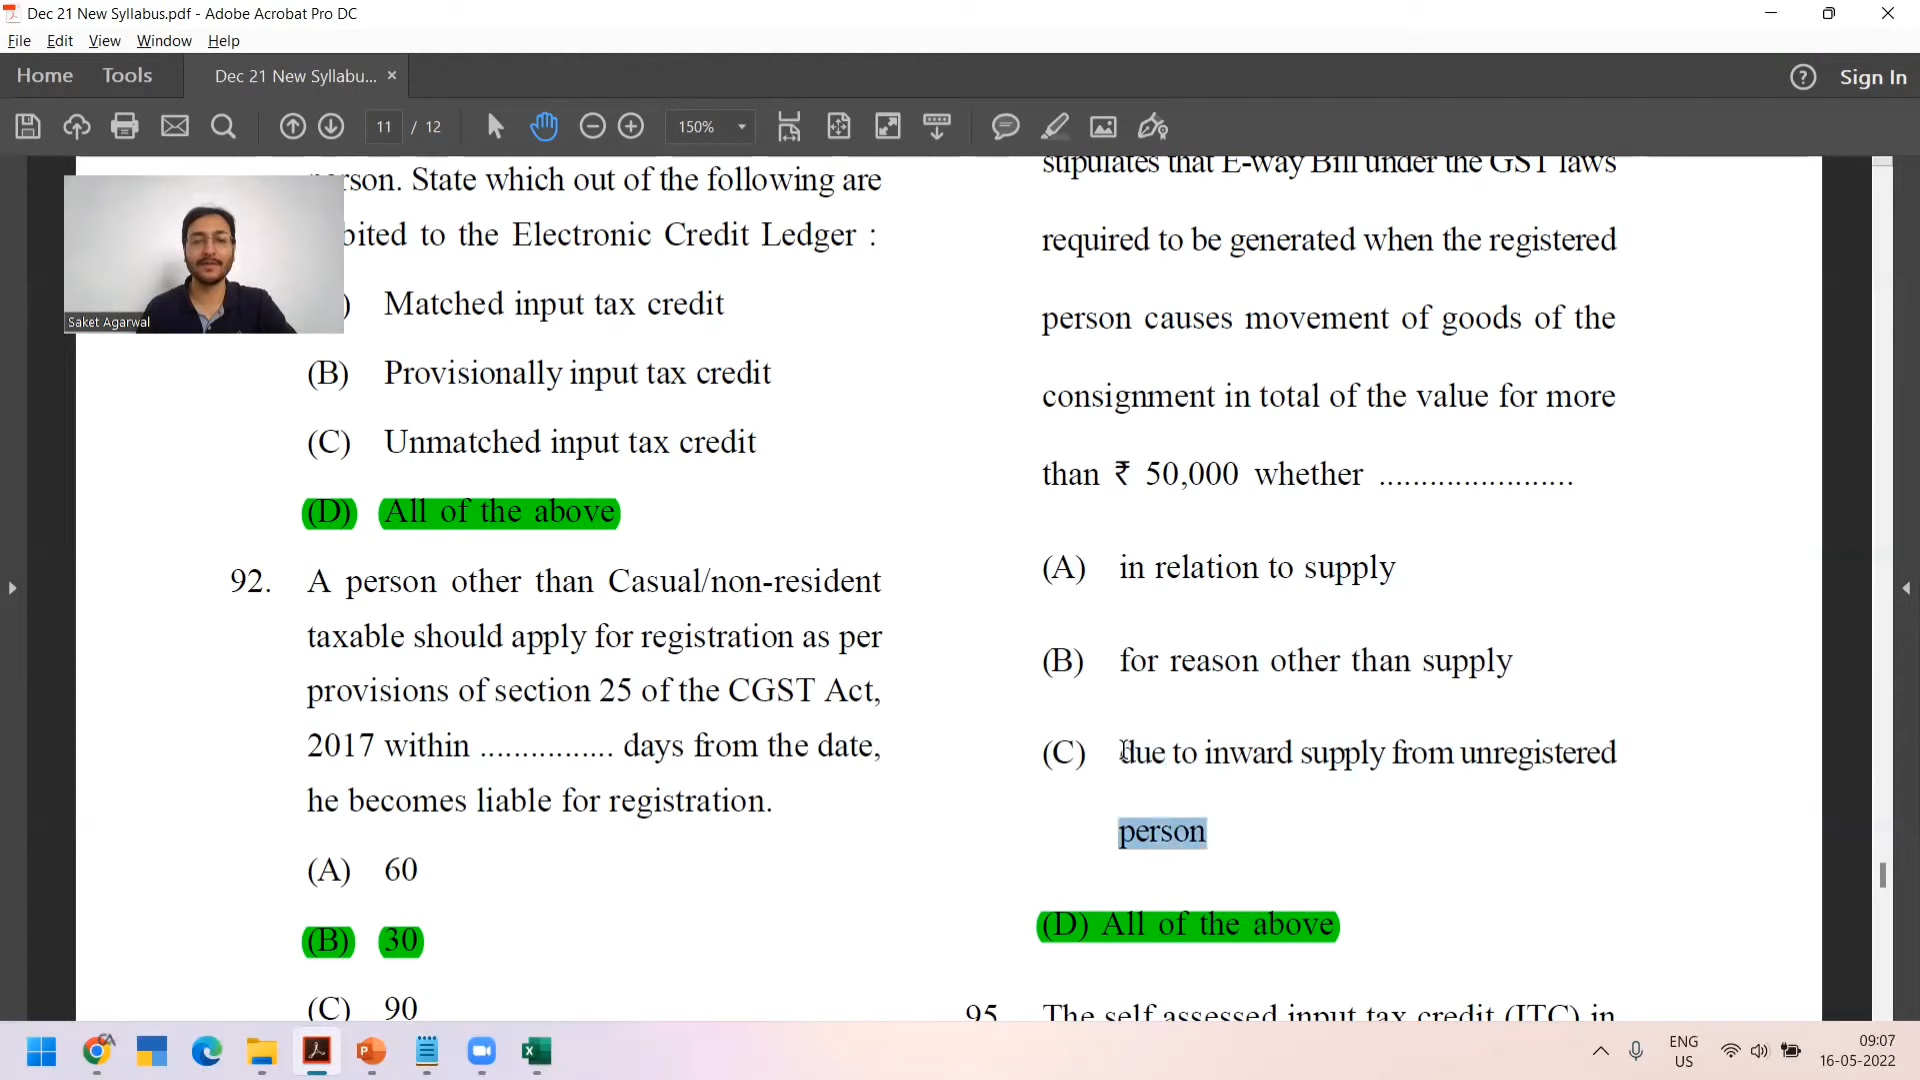 Dec 21 New Syllabus.pdf - Adobe Acrobat Pro DC
File Edit View Window Help
Home Tools Dec 21 New Syllabu... × ? Sign In
11 / 12 150%
person. State which out of the following are
bited to the Electronic Credit Ledger :
) Matched input tax credit
(B) Provisionally input tax credit
(C) Unmatched input tax credit
(D) All of the above
92. A person other than Casual/non-resident
taxable should apply for registration as per
provisions of section 25 of the CGST Act,
2017 within ................ days from the date,
he becomes liable for registration.
(A) 60
(B) 30
(C) 90
Saket Agarwal
stipulates that E-way Bill under the GST laws
required to be generated when the registered
person causes movement of goods of the
consignment in total of the value for more
than ₹ 50,000 whether .......................
(A) in relation to supply
(B) for reason other than supply
(C) due to inward supply from unregistered
person
(D) All of the above
95 The self assessed input tax credit (ITC) in
ENG
US
09:07
16-05-2022